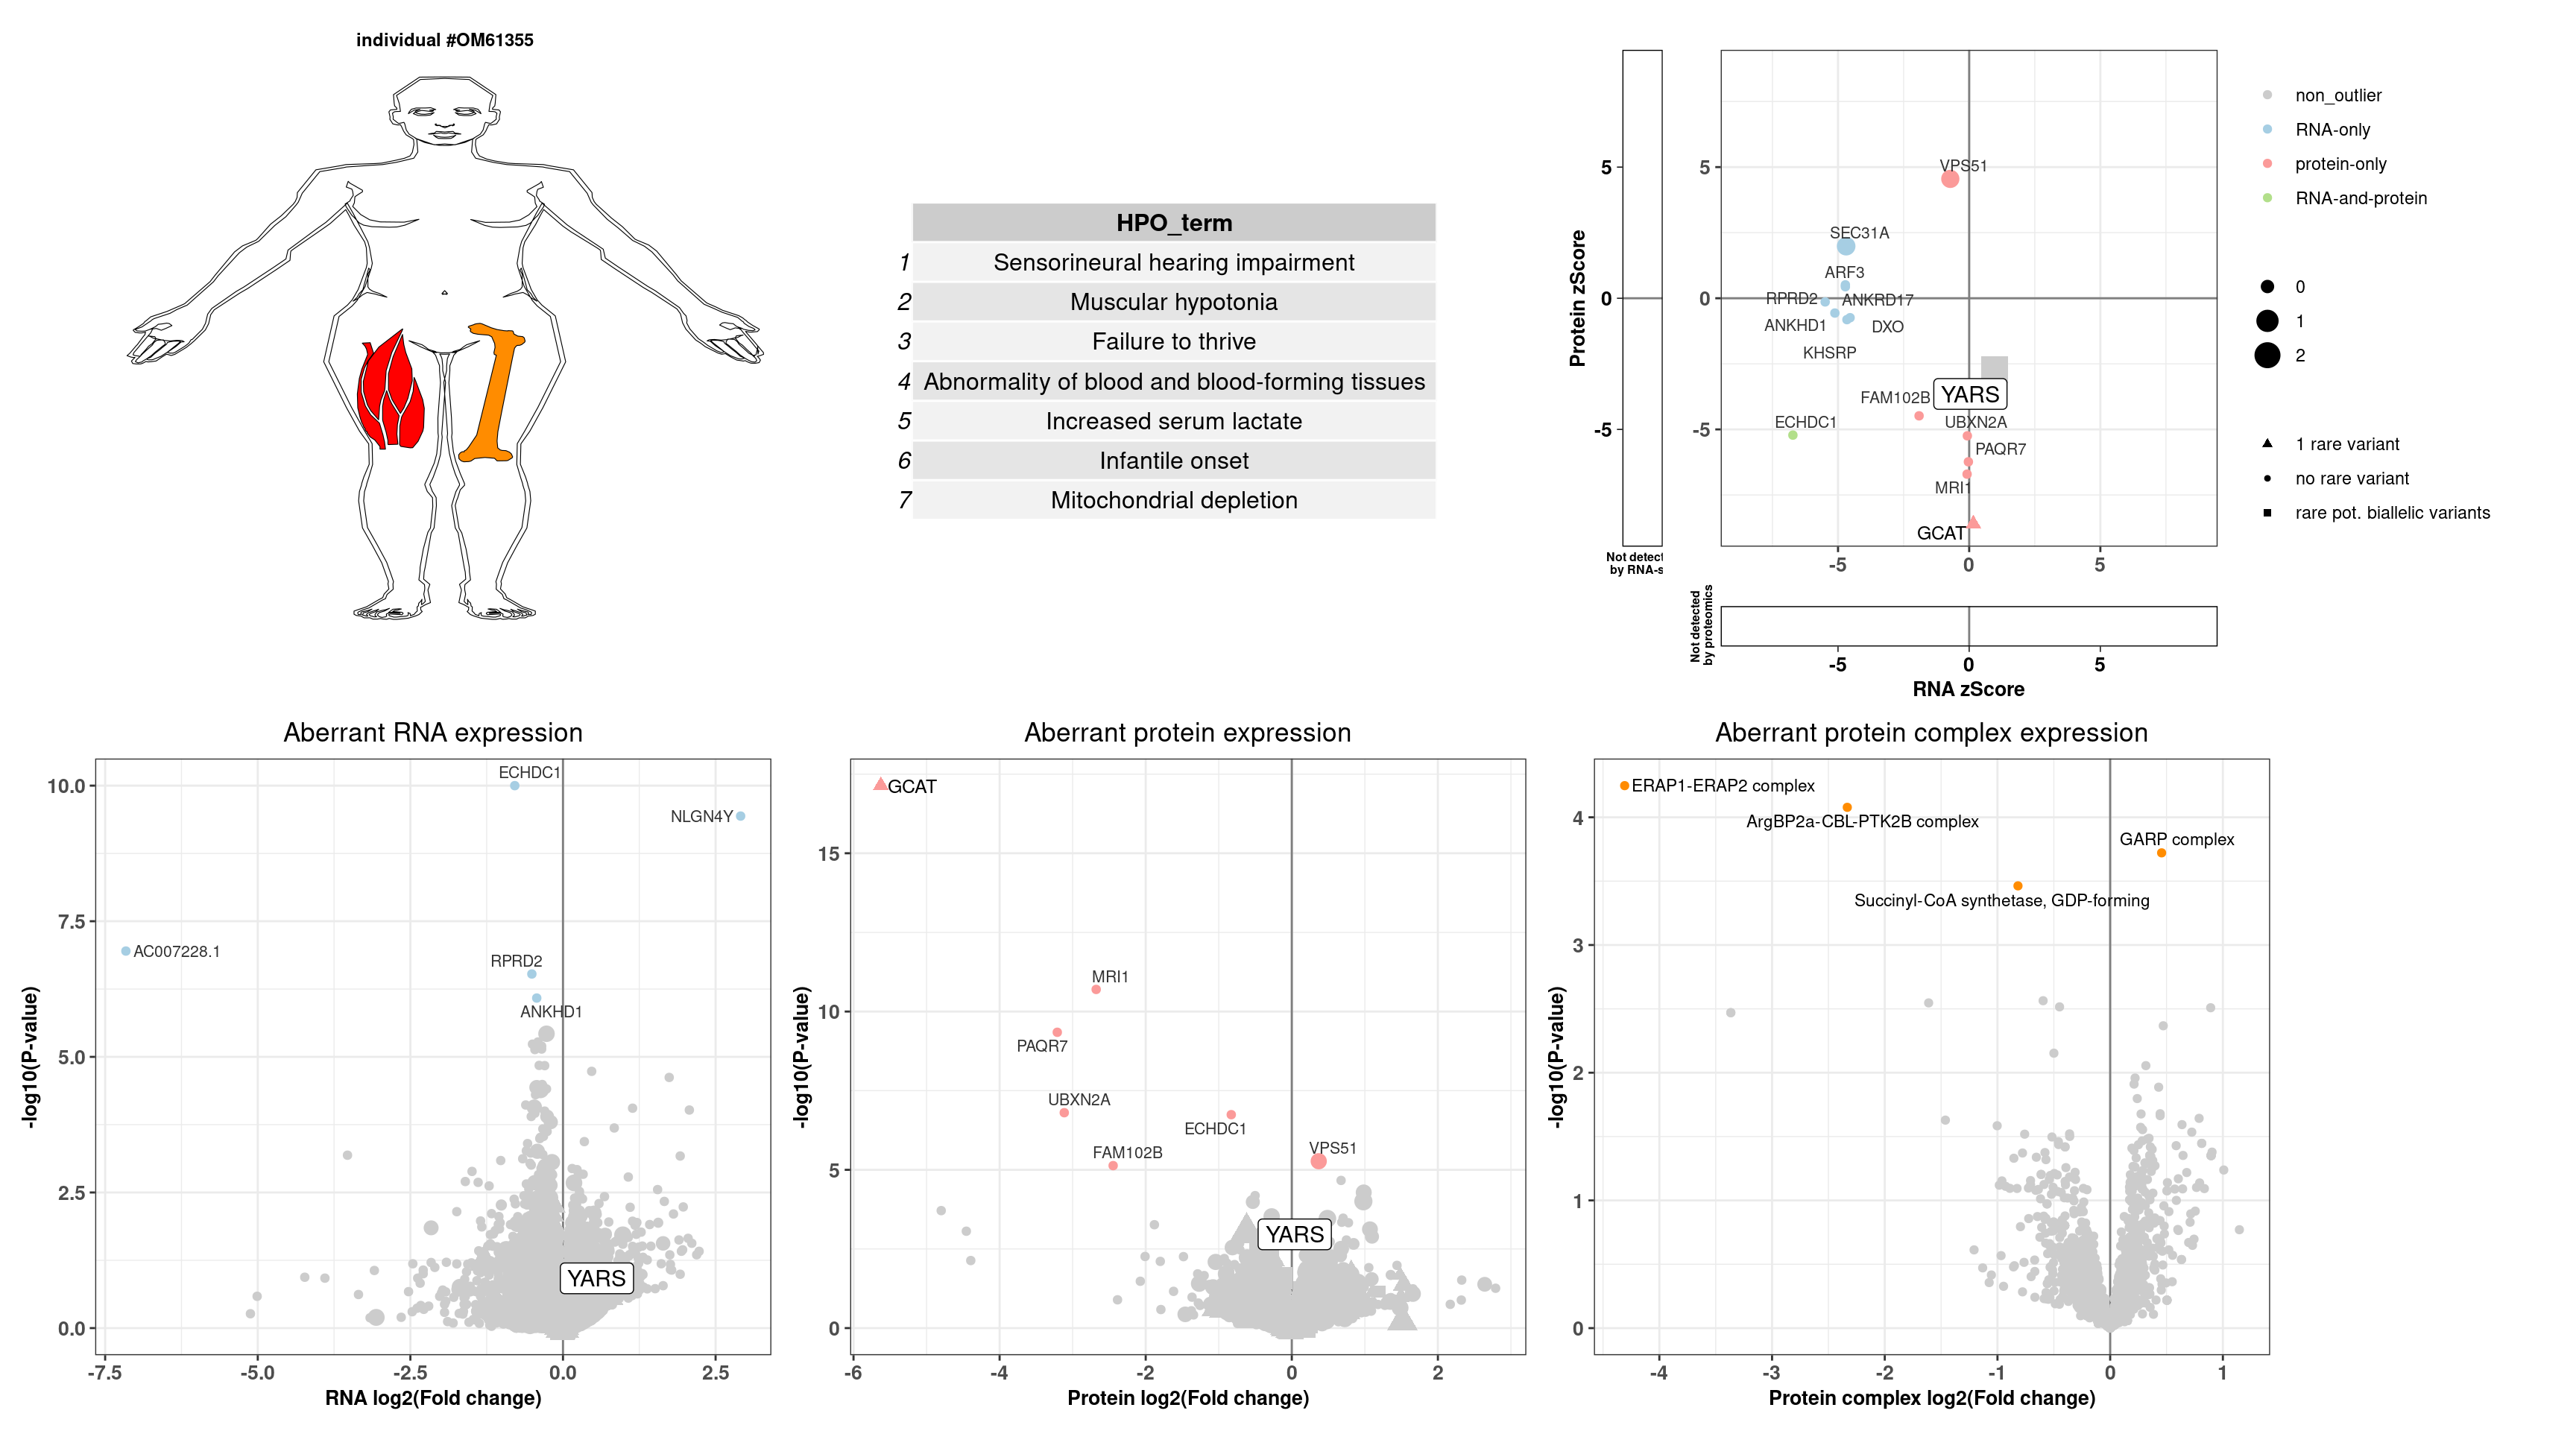 individual #OM61355
HPO_term
1 Sensorineural hearing impairment
2 Muscular hypotonia
3 Failure to thrive
4 Abnormality of blood and blood-forming tissues
5 Increased serum lactate
6 Infantile onset
7 Mitochondrial depletion
Protein zScore
5
0
-5
Not detect
by RNA-s
5
0
-5
VPS51
SEC31A
ARF3
RPRD2
ANKRD17
ANKHD1
DXO
KHSRP
YARS
FAM102B
ECHDC1
UBXN2A
PAQR7
MRI1
GCAT
-5 0 5
Not detected
by proteomics
-5 0 5
RNA zScore
non_outlier
RNA-only
protein-only
RNA-and-protein
0
1
2
1 rare variant
no rare variant
rare pot. biallelic variants
Aberrant RNA expression
-log10(P-value)
10.0
7.5
5.0
2.5
0.0
ECHDC1
NLGN4Y
AC007228.1
RPRD2
ANKHD1
YARS
-7.5 -5.0 -2.5 0.0 2.5
RNA log2(Fold change)
Aberrant protein expression
-log10(P-value)
15
10
5
0
GCAT
MRI1
PAQR7
UBXN2A
ECHDC1
FAM102B
VPS51
YARS
-6 -4 -2 0 2
Protein log2(Fold change)
Aberrant protein complex expression
-log10(P-value)
4
3
2
1
0
ERAP1-ERAP2 complex
ArgBP2a-CBL-PTK2B complex
GARP complex
Succinyl-CoA synthetase, GDP-forming
-4 -3 -2 -1 0 1
Protein complex log2(Fold change)